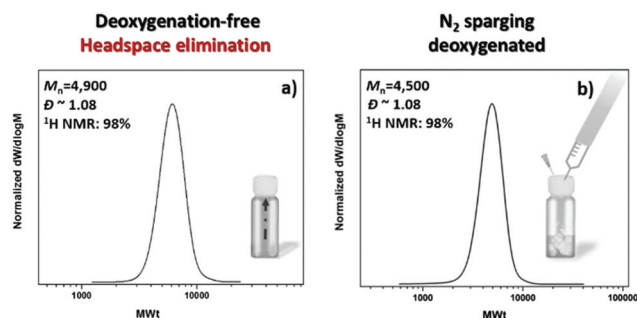 Deoxygenation-free
Headspace elimination
Mn=4,900
Đ ~ 1.08
¹H NMR: 98%
a)
Normalized dW/dlogM
1000
10000
MWt
N₂ sparging
deoxygenated
Mn=4,500
Đ ~ 1.08
¹H NMR: 98%
b)
Normalized dW/dlogM
1000
10000
100000
MWt